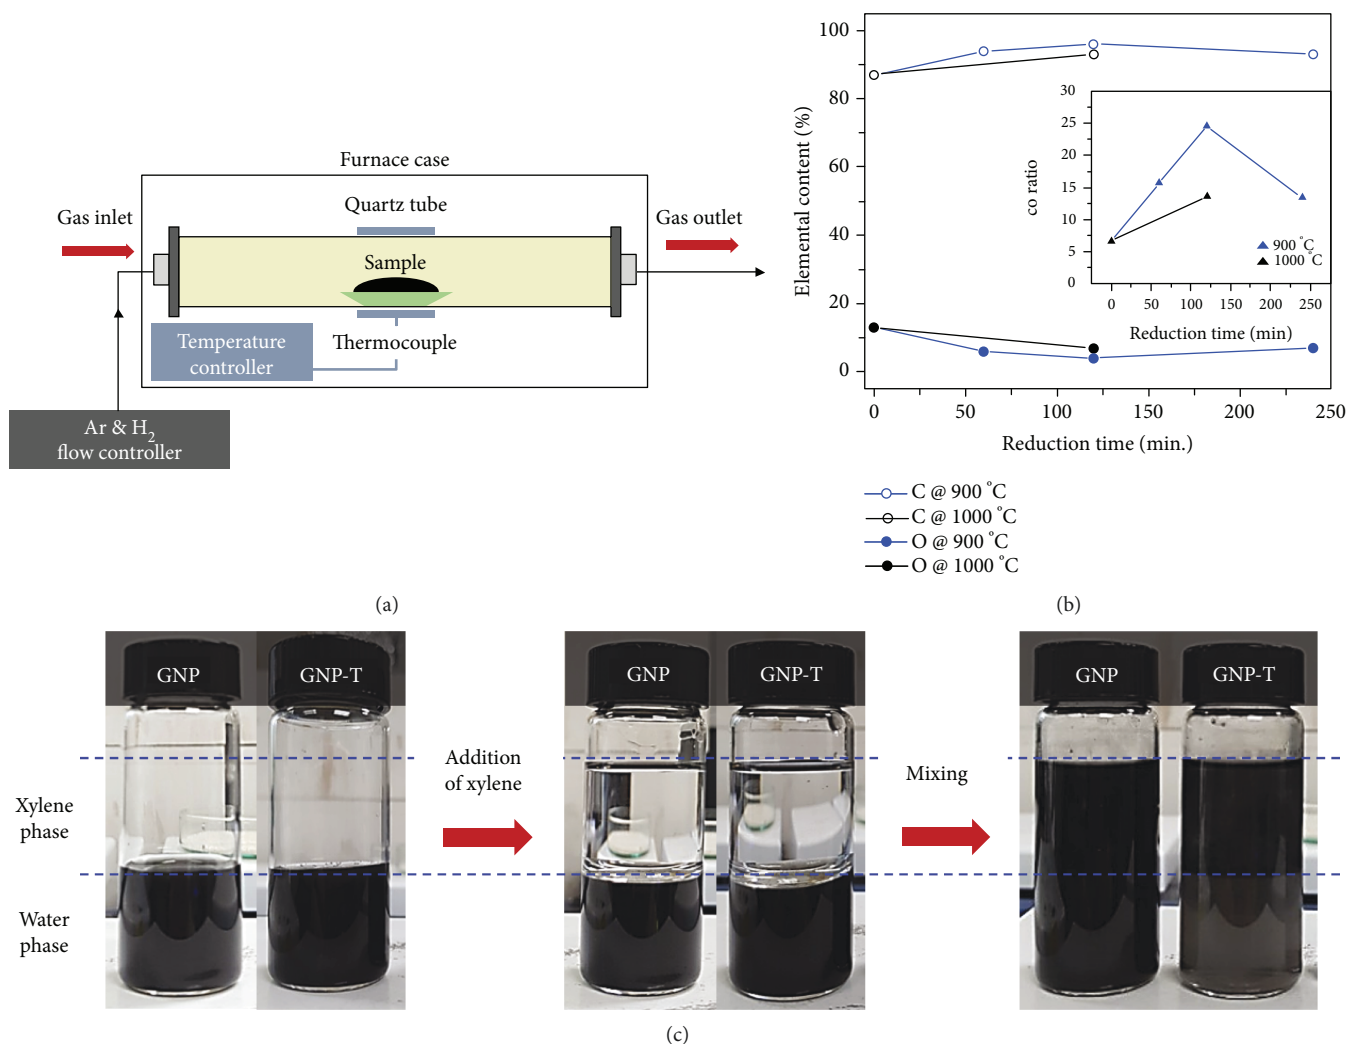 Furnace case
Gas inlet
Quartz tube
Gas outlet
Sample
Temperature
controller
Thermocouple
Ar & H₂
flow controller
(a)
Elemental content (%)
100
80
60
40
20
0
0
50
100
150
200
250
Reduction time (min.)
co ratio
30
25
20
15
10
5
0
900 °C
1000 °C
0
50
100
150
200
250
Reduction time (min)
C @ 900 °C
C @ 1000 °C
O @ 900 °C
O @ 1000 °C
(b)
GNP
GNP-T
GNP
GNP-T
GNP
GNP-T
Xylene
phase
Addition
of xylene
Mixing
Water
phase
(c)